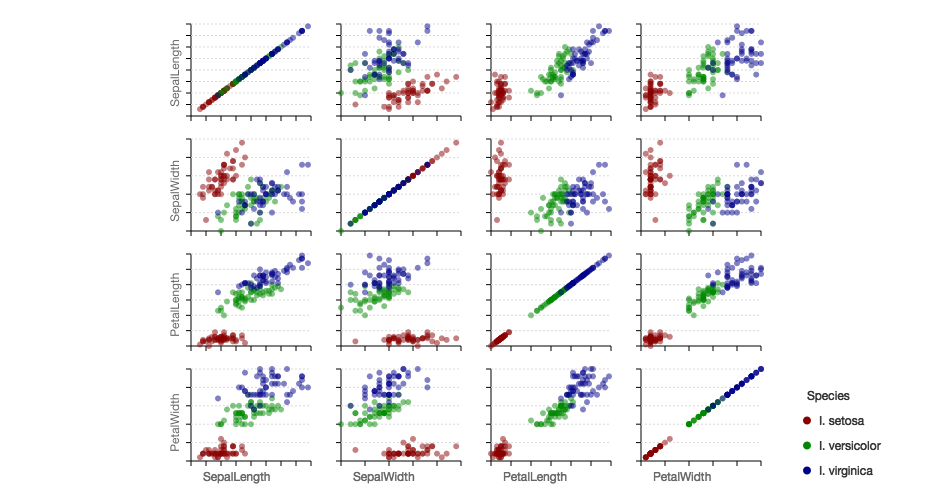 SepalLength
SepalWidth
PetalLength
PetalWidth
SepalLength
SepalWidth
PetalLength
PetalWidth
Species
I. setosa
I. versicolor
I. virginica